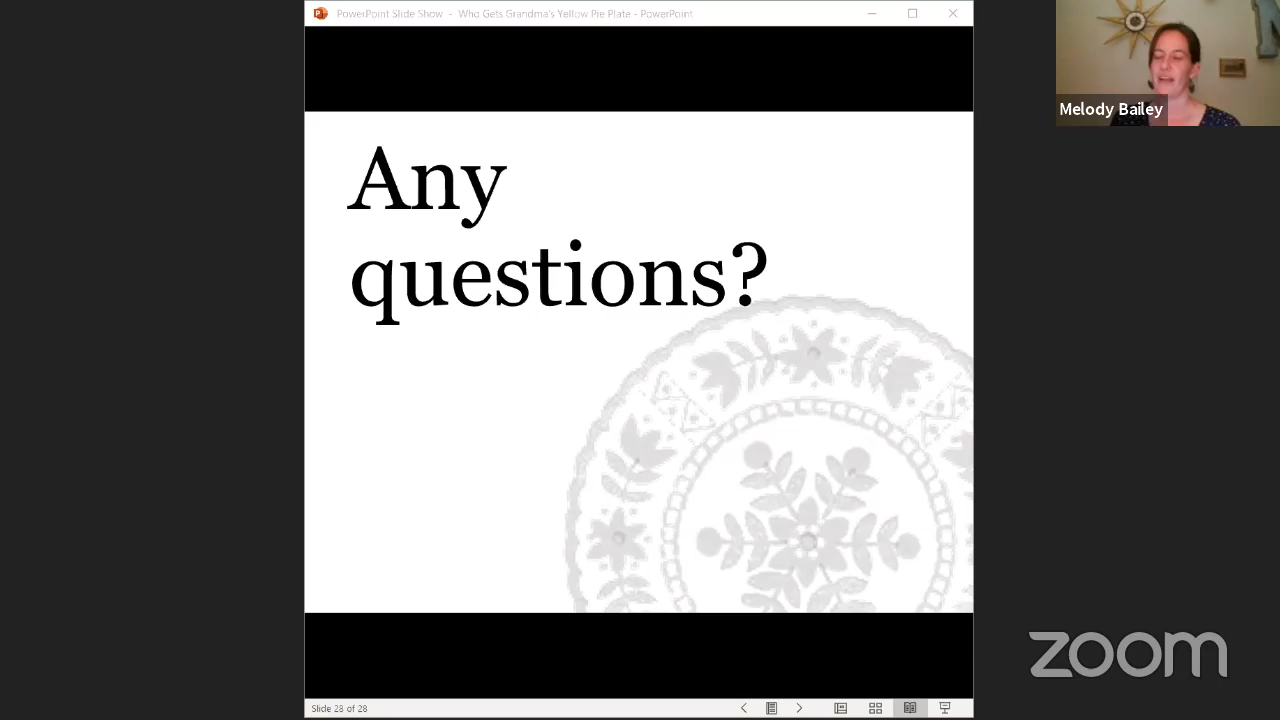 PowerPoint Slide Show - Who Gets Grandma's Yellow Pie Plate - PowerPoint
Melody Bailey
Any
questions?
zoom
Slide 28 of 28